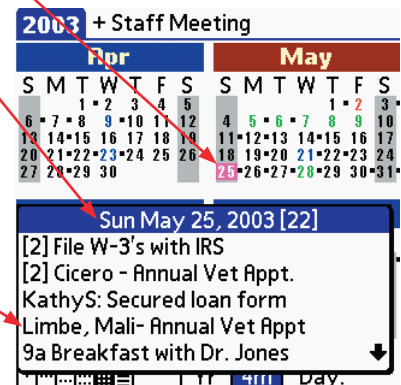 2003 + Staff Meeting
Apr May
S M T W T F S S M T W T F S
1 2 3 4 5 1 2 3
6 7 8 9 10 11 12 4 5 6 7 8 9 10
13 14 15 16 17 18 19 11 12 13 14 15 16 17
20 21 22 23 24 25 26 18 19 20 21 22 23 24
27 28 29 30 25 26 27 28 29 30 31
Sun May 25, 2003 [22]
[2] File W-3's with IRS
[2] Cicero - Annual Vet Appt.
KathyS: Secured loan form
Limbe, Mali- Annual Vet Appt
9a Breakfast with Dr. Jones
Yr 4m Day: